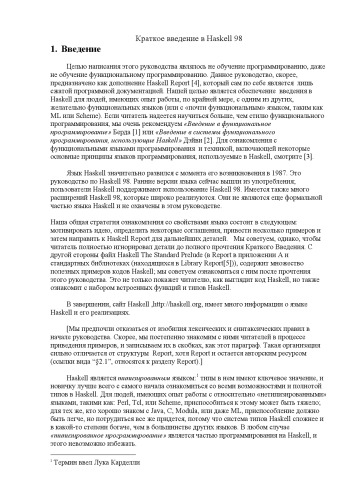 Краткое введение в Haskell 98
1. Введение
Целью написания этого руководства являлось не обучение программированию, даже
не обучение функциональному программированию. Данное руководство, скорее,
предназначено как дополнение Haskell Report [4], который сам по себе является лишь
сжатой программной документацией. Нашей целью является обеспечение введения в
Haskell для людей, имеющих опыт работы, по крайней мере, с одним из других,
желательно функциональных языков (или с «почти функциональным» языком, таким как
ML или Scheme). Если читатель надеется научиться больше, чем стилю функционального
программирования, мы очень рекомендуем «Введение в функциональное
программирование» Берда [1] или «Введение в системы функционального
программирования, использующие Haskell» Дэйви [2]. Для ознакомления с
функциональными языками программирования и техникой, включающей некоторые
основные принципы языков программирования, используемые в Haskell, смотрите [3].
Язык Haskell значительно развился с момента его возникновения в 1987. Это
руководство по Haskell 98. Ранние версии языка сейчас вышли из употребления;
пользователи Haskell поддерживают использование Haskell 98. Имеется также много
расширений Haskell 98, которые широко реализуются. Они не являются еще формальной
частью языка Haskell и не охвачены в этом руководстве.
Наша общая стратегия ознакомления со свойствами языка состоит в следующем:
мотивировать идею, определить некоторые соглашения, привести несколько примеров и
затем направить к Haskell Report для дальнейших деталей. Мы советуем, однако, чтобы
читатель полностью игнорировал детали до полного прочтения Краткого Введения. С
другой стороны файл Haskell The Standard Prelude (в Report в приложении A и
стандартных библиотеках (находящихся в Library Report[5])), содержит множество
полезных примеров кодов Haskell; мы советуем ознакомиться с ним после прочтения
этого руководства. Это не только покажет читателю, как выглядит код Haskell, но также
ознакомит с набором встроенных функций и типов Haskell.
В завершении, сайт Haskell ,http://haskell.org, имеет много информации о языке
Haskell и его реализациях.
[Мы предпочли отказаться от изобилия лексических и синтаксических правил в
начале руководства. Скорее, мы постепенно знакомим с ними читателей в процессе
приведения примеров, и записываем их в скобках, как этот параграф. Такая организация
сильно отличается от структуры Report, хотя Report и остается авторским ресурсом
(ссылки вида “§2.1”, относятся к разделу Report).]
Haskell является типизированным языком:¹ типы в нем имеют ключевое значение, и
новичку лучше всего с самого начала ознакомиться со всеми возможностями и полнотой
типов в Haskell. Для людей, имеющих опыт работы с относительно «нетипизированными»
языками, такими как: Perl, Tcl, или Scheme, приспособиться к этому может быть тяжело;
для тех же, кто хорошо знаком с Java, C, Modula, или даже ML, приспособление должно
быть легче, но потрудиться все же придется, потому что система типов Haskell сложнее и
в какой-то степени богаче, чем в большинстве других языков. В любом случае
«типизированное программирование» является частью программирования на Haskell, и
этого невозможно избежать.
¹ Термин ввел Лука Карделли